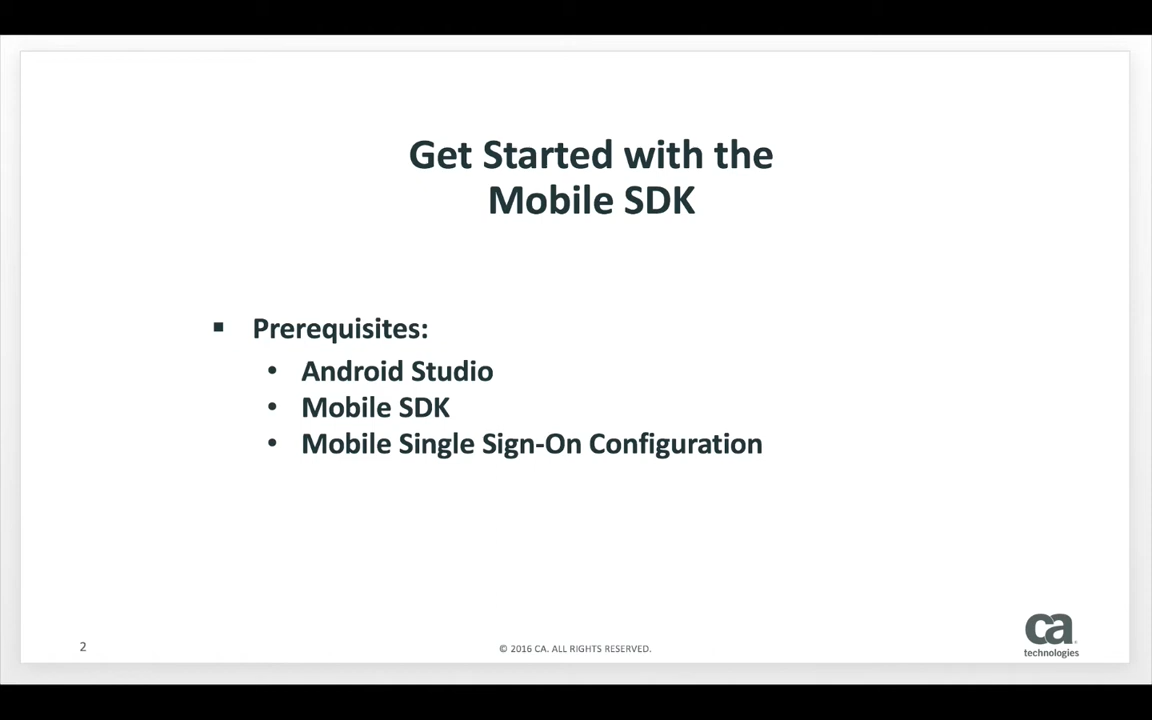 Get Started with the
Mobile SDK
▪ Prerequisites:
• Android Studio
• Mobile SDK
• Mobile Single Sign-On Configuration
2
© 2016 CA. ALL RIGHTS RESERVED.
ca
technologies